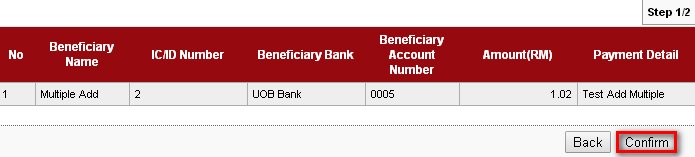 Step 1/2
No Beneficiary Name IC/ID Number Beneficiary Bank Beneficiary Account Number Amount(RM) Payment Detail
1 Multiple Add 2 UOB Bank 0005 1.02 Test Add Multiple
Back Confirm